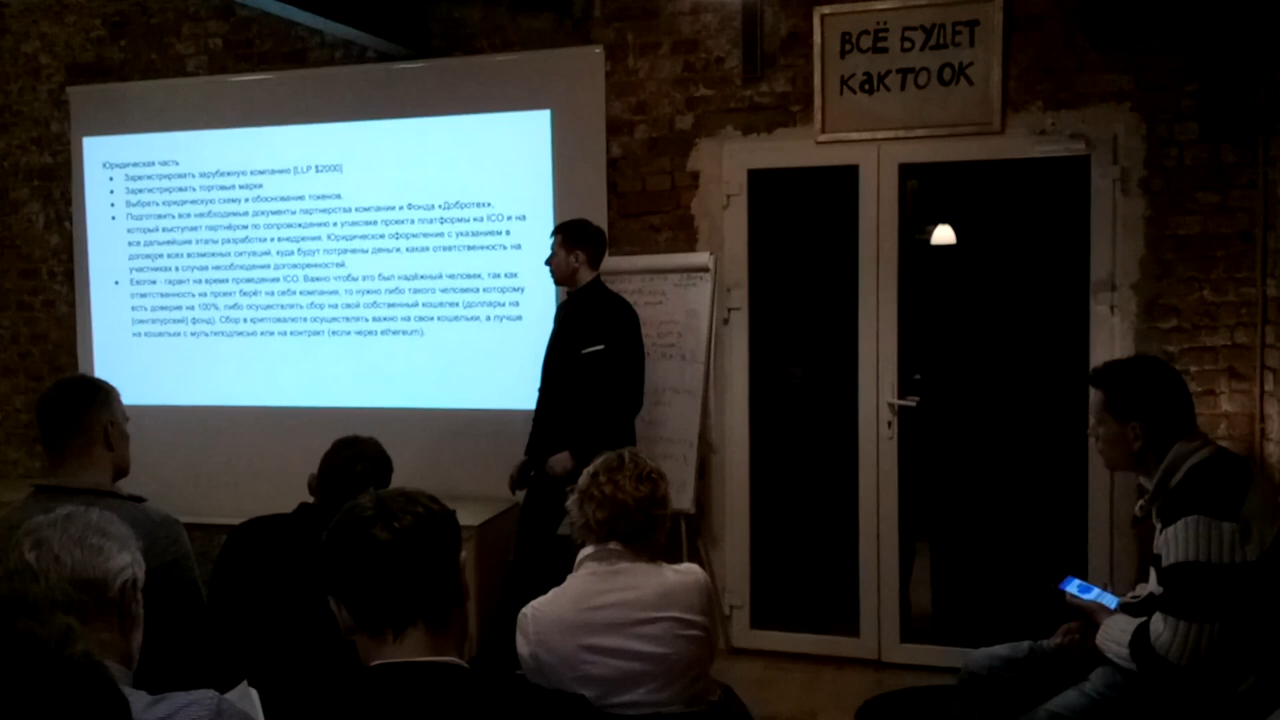 ВСЁ БУДЕТ
КАКТО ОК
Юридическая часть
Зарегистрировать зарубежную компанию [LLP $2000]
Зарегистрировать торговые марки
Выбрать юридическую схему и обоснование токенов.
Подготовить все необходимые документы партнерства компании и Фонда «Добротех»,
который выступает партнёром по сопровождению и упаковке проекта платформы на ICO и на
все дальнейшие этапы разработки и внедрения. Юридическое оформление с указанием в
договоре всех возможных ситуаций, куда будут потрачены деньги, какая ответственность на
участниках в случае несоблюдения договоренностей.
Escrow - гарант на время проведения ICO. Важно чтобы это был надёжный человек, так как
ответственность на проект берёт на себя компания, то нужно либо такого человека которому
есть доверие на 100%, либо осуществлять сбор на свой собственный кошелек (доллары на
[сингапурский] фонд). Сбор в криптовалюте осуществлять важно на свои кошельки, а лучше
на кошельки с мультиподписью или на контракт (если через ethereum).